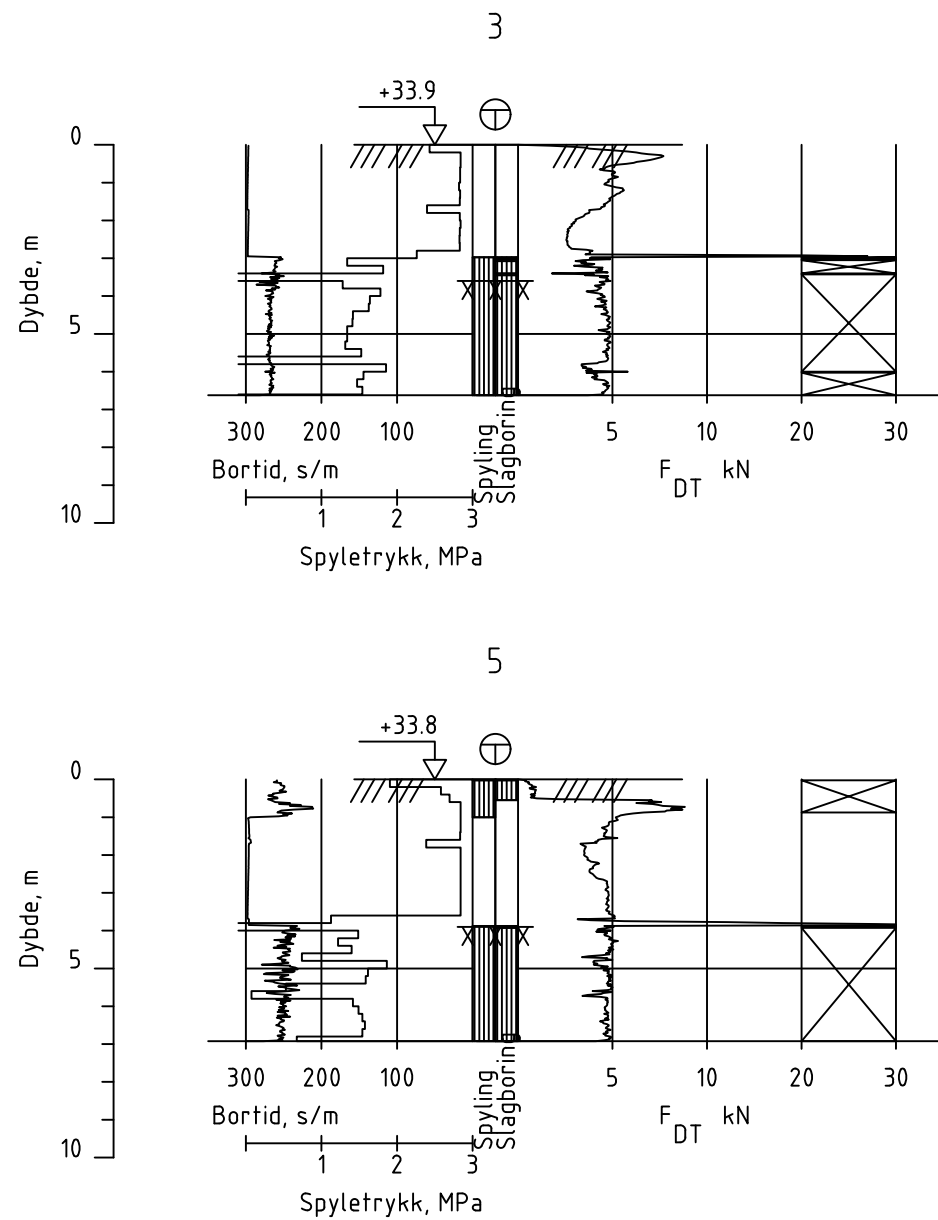 3
+33.9
0
Dybde, m
5
10
300 200 100 5 10 20 30
Bortid, s/m
Spyling
Slagboring
F DT kN
1 2 3
Spyletrykk, MPa
5
+33.8
0
Dybde, m
5
10
300 200 100 5 10 20 30
Bortid, s/m
Spyling
Slagboring
F DT kN
1 2 3
Spyletrykk, MPa